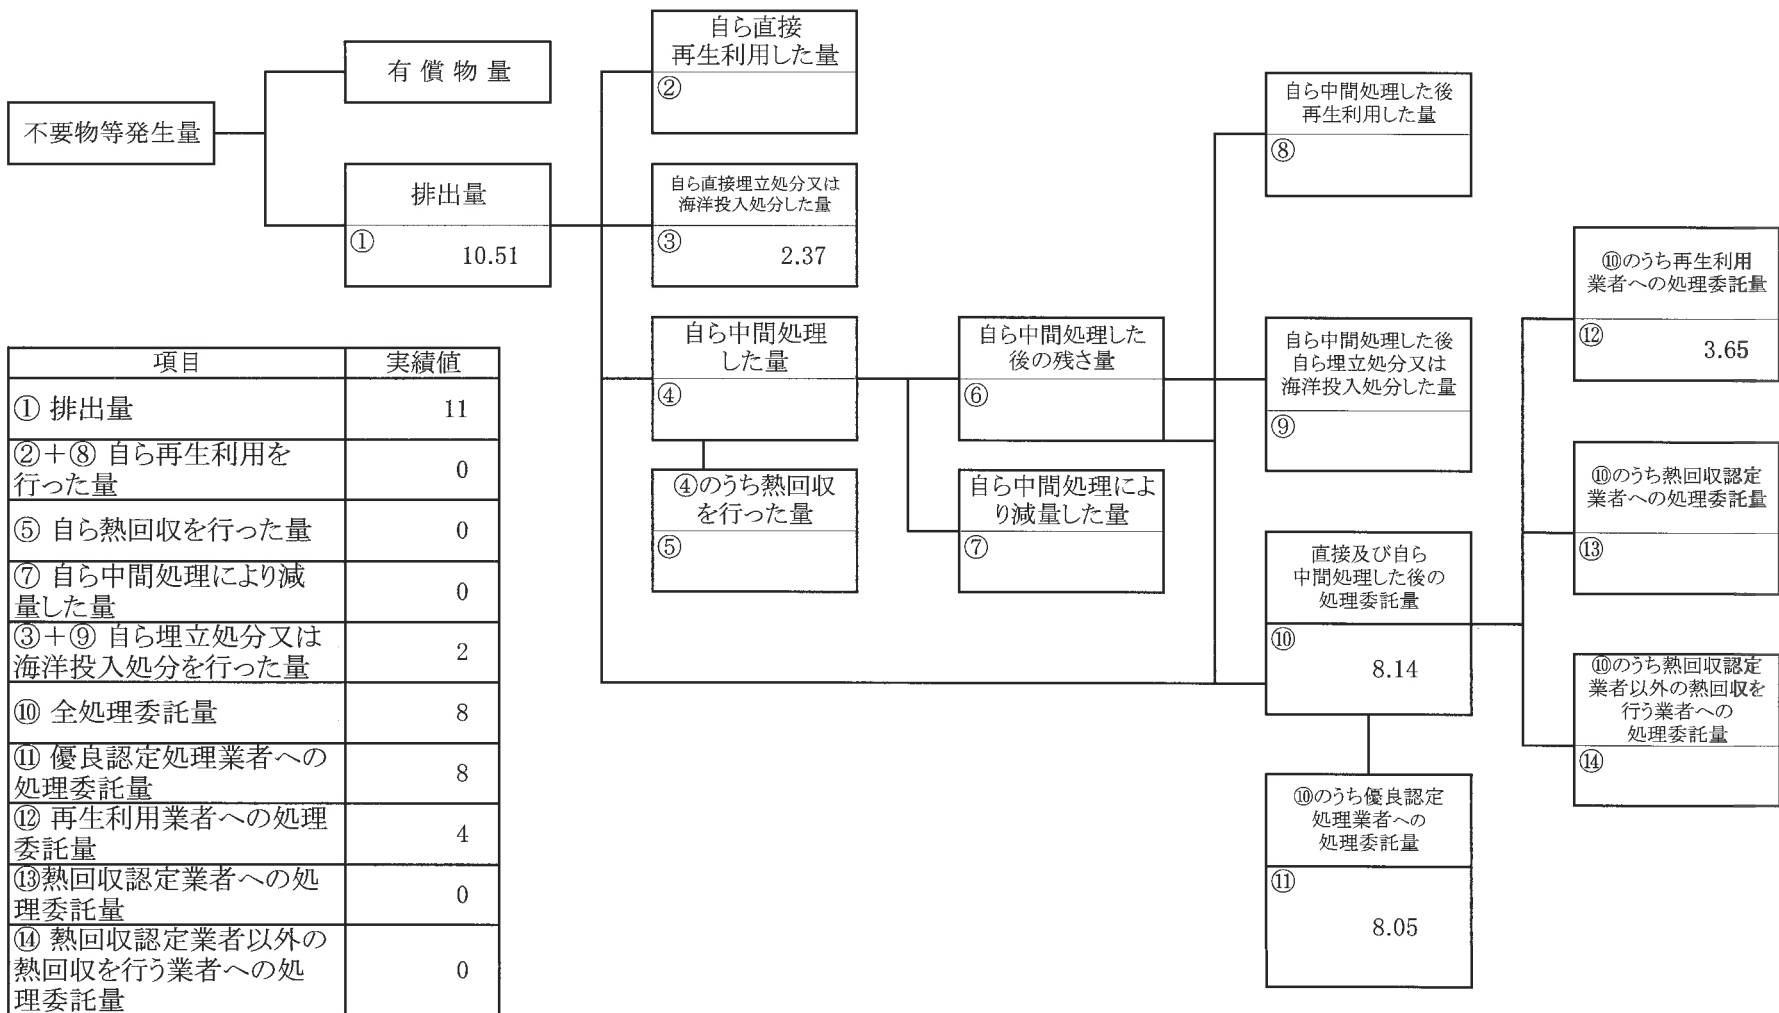 不要物等発生量
有償物量
排出量
①
10.51
自ら直接
再生利用した量
②
自ら直接埋立処分又は
海洋投入処分した量
③
2.37
自ら中間処理
した量
④
④のうち熱回収
を行った量
⑤
自ら中間処理した
後の残さ量
⑥
自ら中間処理によ
り減量した量
⑦
自ら中間処理した後
再生利用した量
⑧
自ら中間処理した後
自ら埋立処分又は
海洋投入処分した量
⑨
直接及び自ら
中間処理した後の
処理委託量
⑩
8.14
⑩のうち優良認定
処理業者への
処理委託量
⑪
8.05
⑩のうち再生利用
業者への処理委託量
⑫
3.65
⑩のうち熱回収認定
業者への処理委託量
⑬
⑩のうち熱回収認定
業者以外の熱回収を
行う業者への
処理委託量
⑭
項目 実績値
① 排出量 11
②+⑧ 自ら再生利用を
行った量 0
⑤ 自ら熱回収を行った量 0
⑦ 自ら中間処理により減
量した量 0
③+⑨ 自ら埋立処分又は
海洋投入処分を行った量 2
⑩ 全処理委託量 8
⑪ 優良認定処理業者への
処理委託量 8
⑫ 再生利用業者への処理
委託量 4
⑬熱回収認定業者への処
理委託量 0
⑭ 熱回収認定業者以外の
熱回収を行う業者への処
理委託量 0